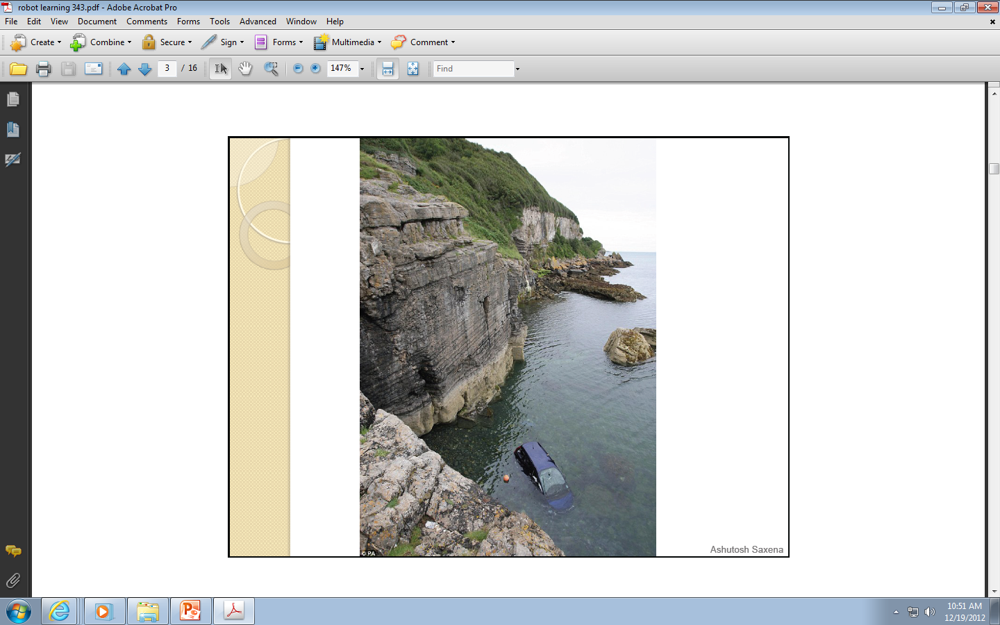 robot learning 343.pdf - Adobe Acrobat Pro
File Edit View Document Comments Forms Tools Advanced Window Help
Create Combine Secure Sign Forms Multimedia Comment
3 / 16 147% Find
© PA
Ashutosh Saxena
10:51 AM
12/19/2012